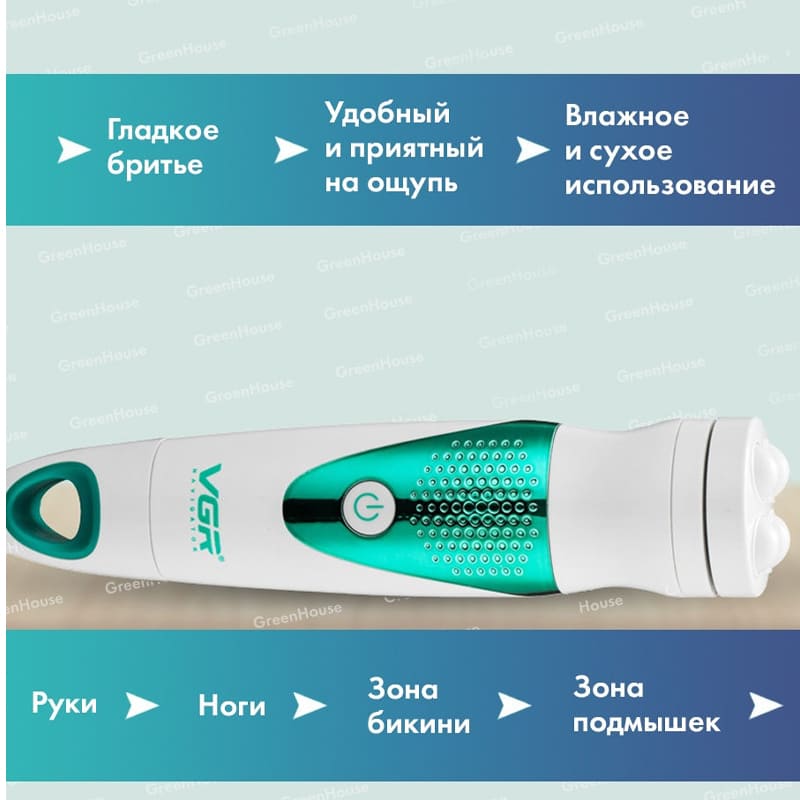 GreenHouse
Гладкое
бритье
Удобный
и приятный
на ощупь
Влажное
и сухое
использование
VGR
NAVIGATOR
Руки
Ноги
Зона
бикини
Зона
подмышек